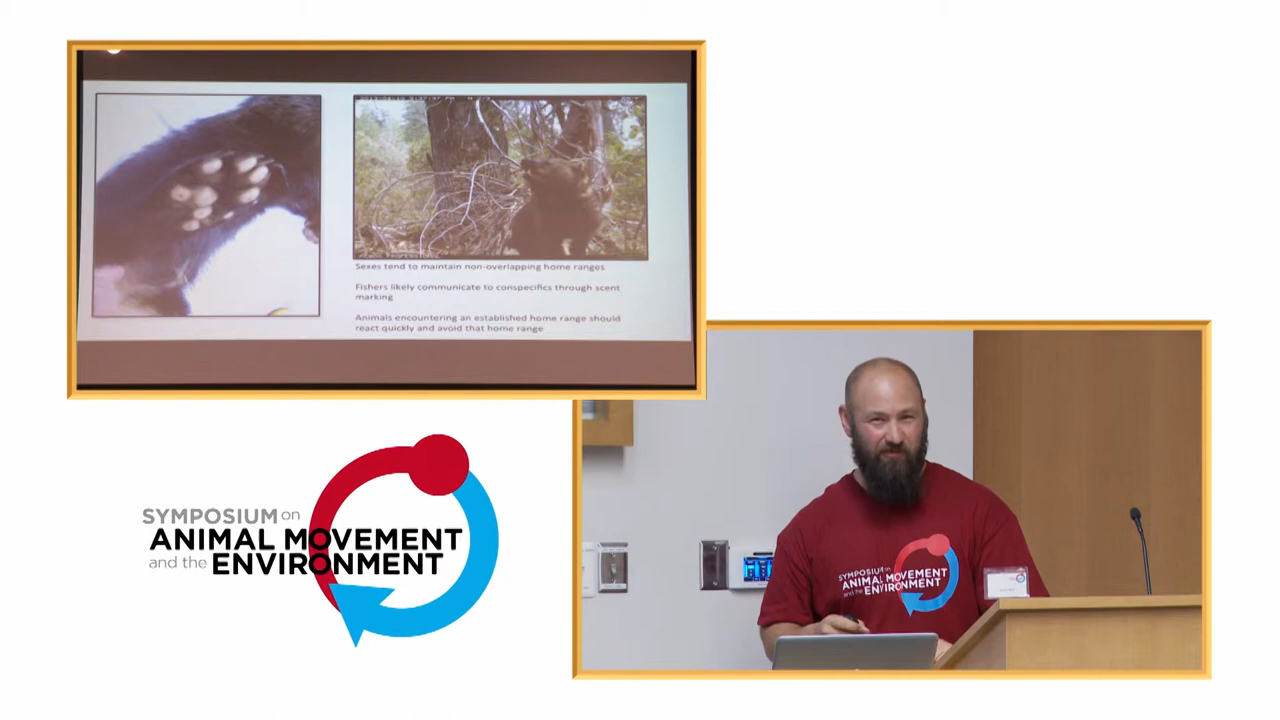 Sexes tend to maintain non-overlapping home ranges
Fishers likely communicate to conspecifics through scent
marking
Animals encountering an established home range should
react quickly and avoid that home range
SYMPOSIUM on
ANIMAL MOVEMENT
and the ENVIRONMENT
SYMPOSIUM on
ANIMAL MOVEMENT
and the ENVIRONMENT